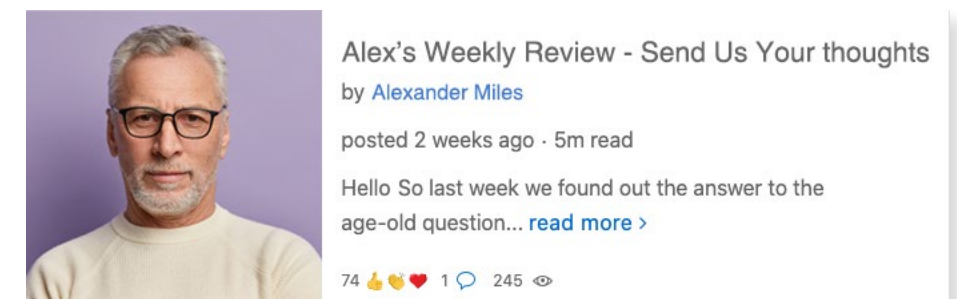 Alex's Weekly Review - Send Us Your thoughts
by Alexander Miles
posted 2 weeks ago · 5m read
Hello So last week we found out the answer to the
age-old question... read more ›
74 👍👏❤️ 1 💬 245 👁